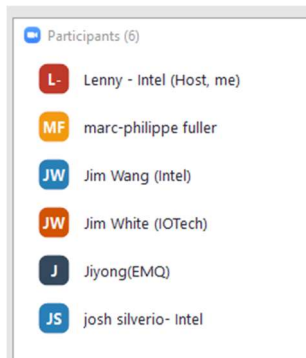 Participants (6)
L- Lenny - Intel (Host, me)
MF marc-philippe fuller
JW Jim Wang (Intel)
JW Jim White (IOTech)
J Jiyong(EMQ)
JS josh silverio- Intel